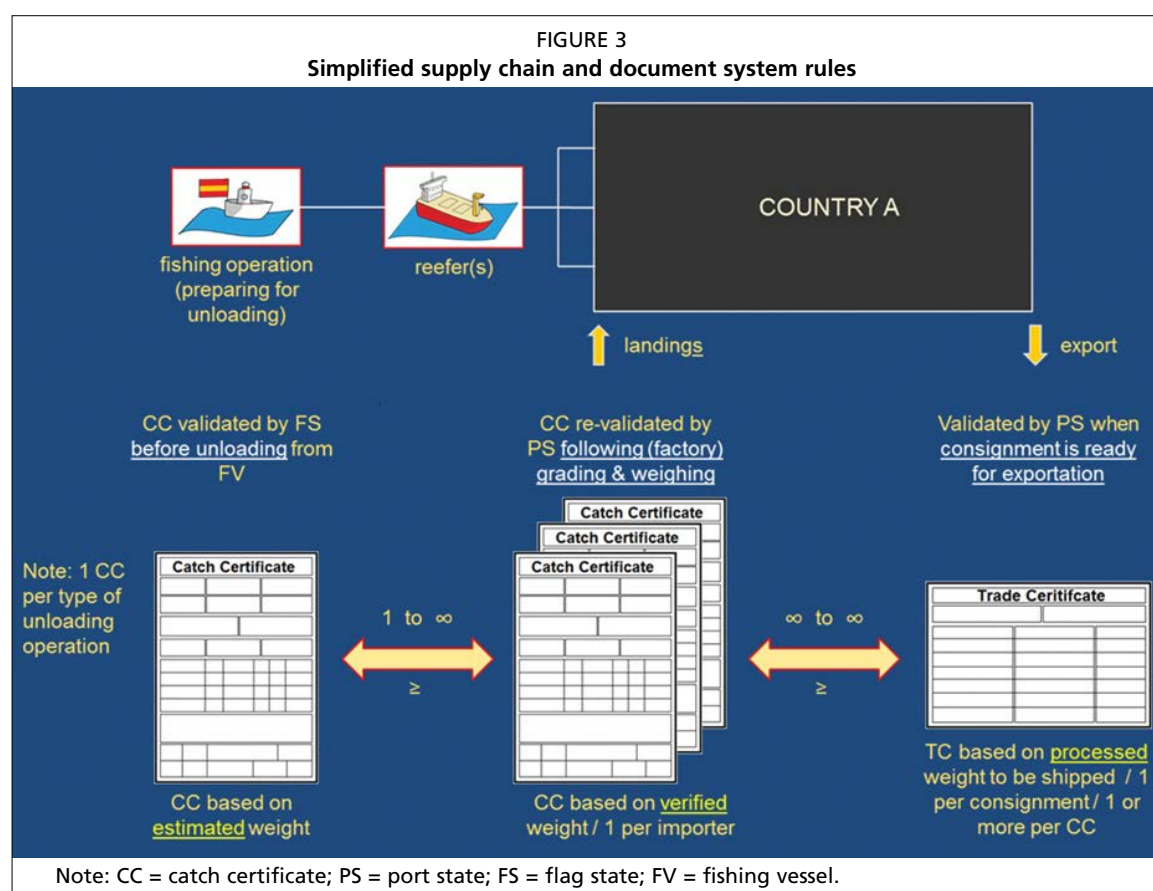 FIGURE 3
Simplified supply chain and document system rules
COUNTRY A
fishing operation
(preparing for
unloading)
reefer(s)
landings
export
CC validated by FS
before unloading from
FV
CC re-validated by
PS following (factory)
grading & weighing
Validated by PS when
consignment is ready
for exportation
Note: 1 CC
per type of
unloading
operation
Catch Certificate
Catch Certificate
Catch Certificate
Catch Certificate
Trade Ceritifcate
1 to ∞
≥
∞ to ∞
≥
CC based on
estimated weight
CC based on verified
weight / 1 per importer
TC based on processed
weight to be shipped / 1
per consignment / 1 or
more per CC
Note: CC = catch certificate; PS = port state; FS = flag state; FV = fishing vessel.